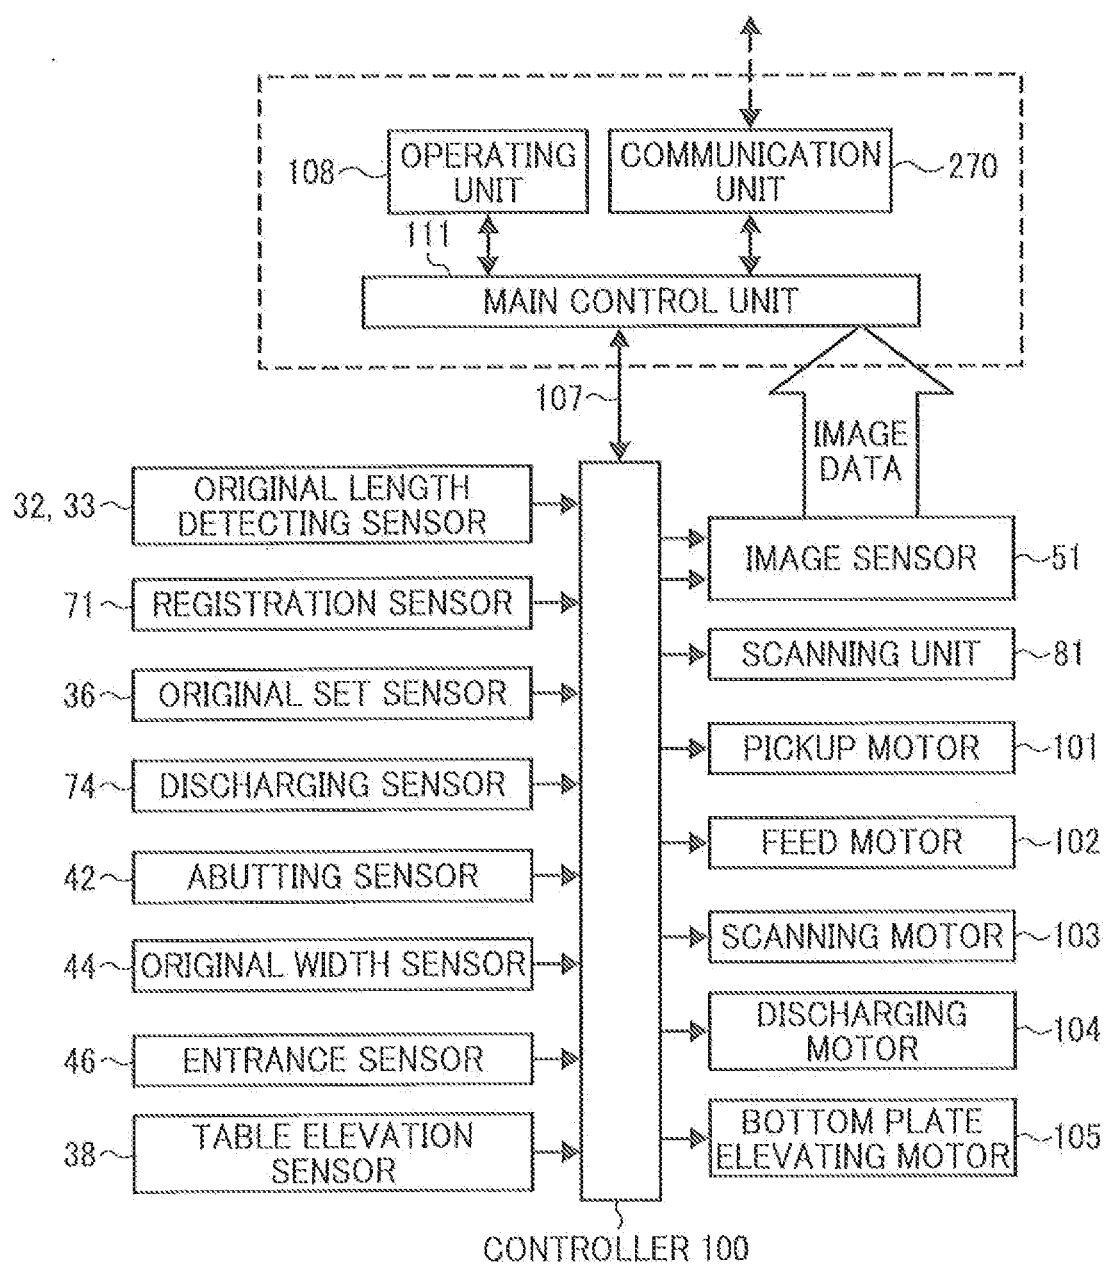 108
OPERATING
UNIT
COMMUNICATION
UNIT
270
111
MAIN CONTROL UNIT
107
IMAGE
DATA
32, 33
ORIGINAL LENGTH
DETECTING SENSOR
IMAGE SENSOR
51
71
REGISTRATION SENSOR
SCANNING UNIT
81
36
ORIGINAL SET SENSOR
PICKUP MOTOR
101
74
DISCHARGING SENSOR
FEED MOTOR
102
42
ABUTTING SENSOR
SCANNING MOTOR
103
44
ORIGINAL WIDTH SENSOR
DISCHARGING
MOTOR
104
46
ENTRANCE SENSOR
38
TABLE ELEVATION
SENSOR
BOTTOM PLATE
ELEVATING MOTOR
105
CONTROLLER 100